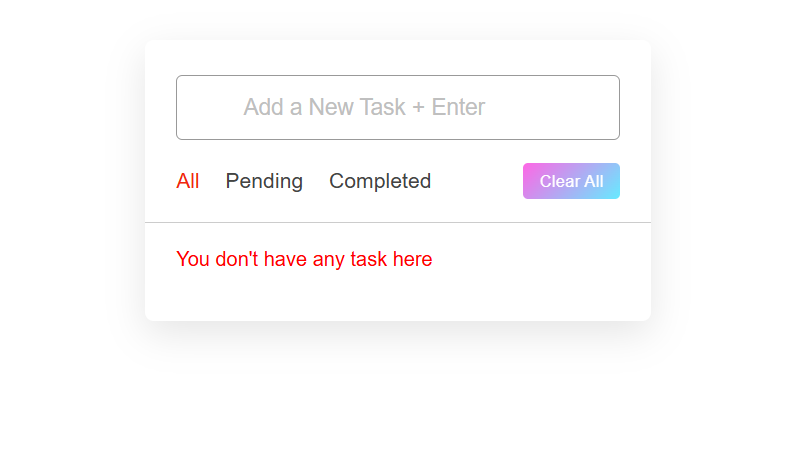 Add a New Task + Enter
All Pending Completed Clear All
You don't have any task here